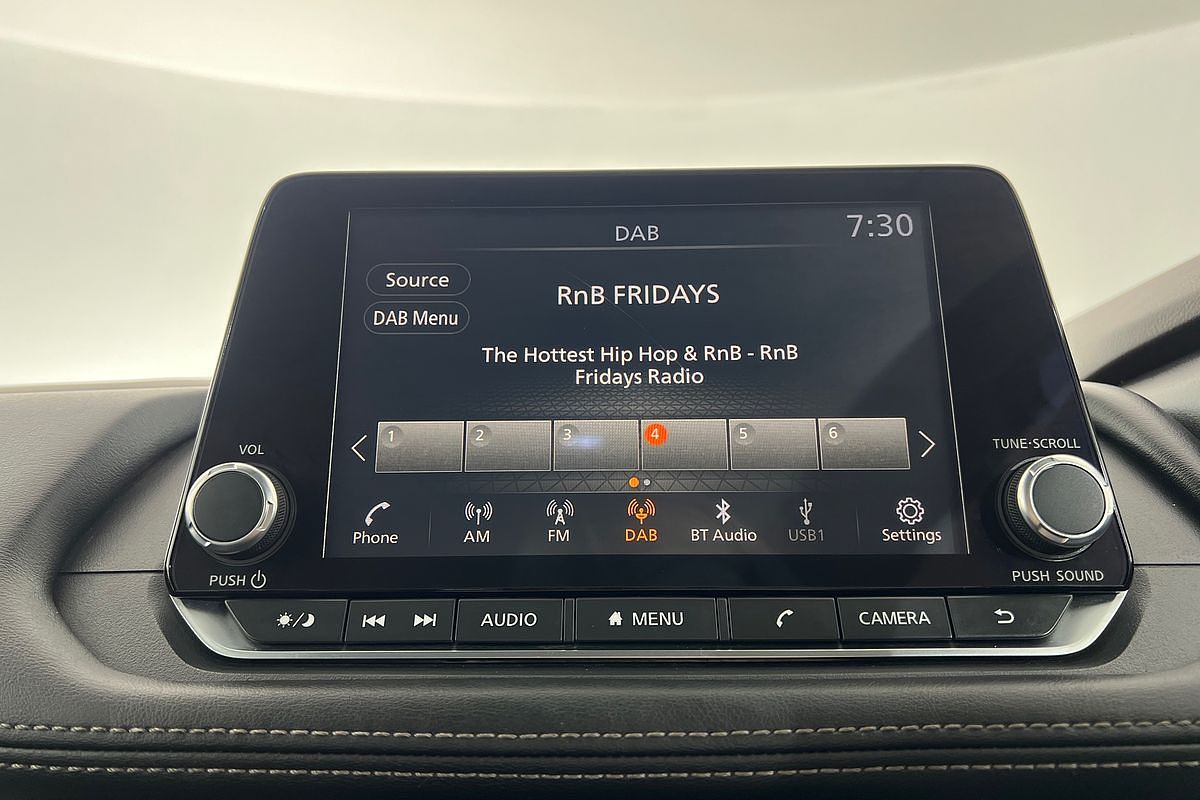 DAB
7:30
Source
RnB FRIDAYS
DAB Menu
The Hottest Hip Hop & RnB - RnB
Fridays Radio
1 2 3 4 5 6
VOL
TUNE·SCROLL
Phone AM FM DAB BT Audio USB1 Settings
PUSH
PUSH SOUND
AUDIO MENU CAMERA